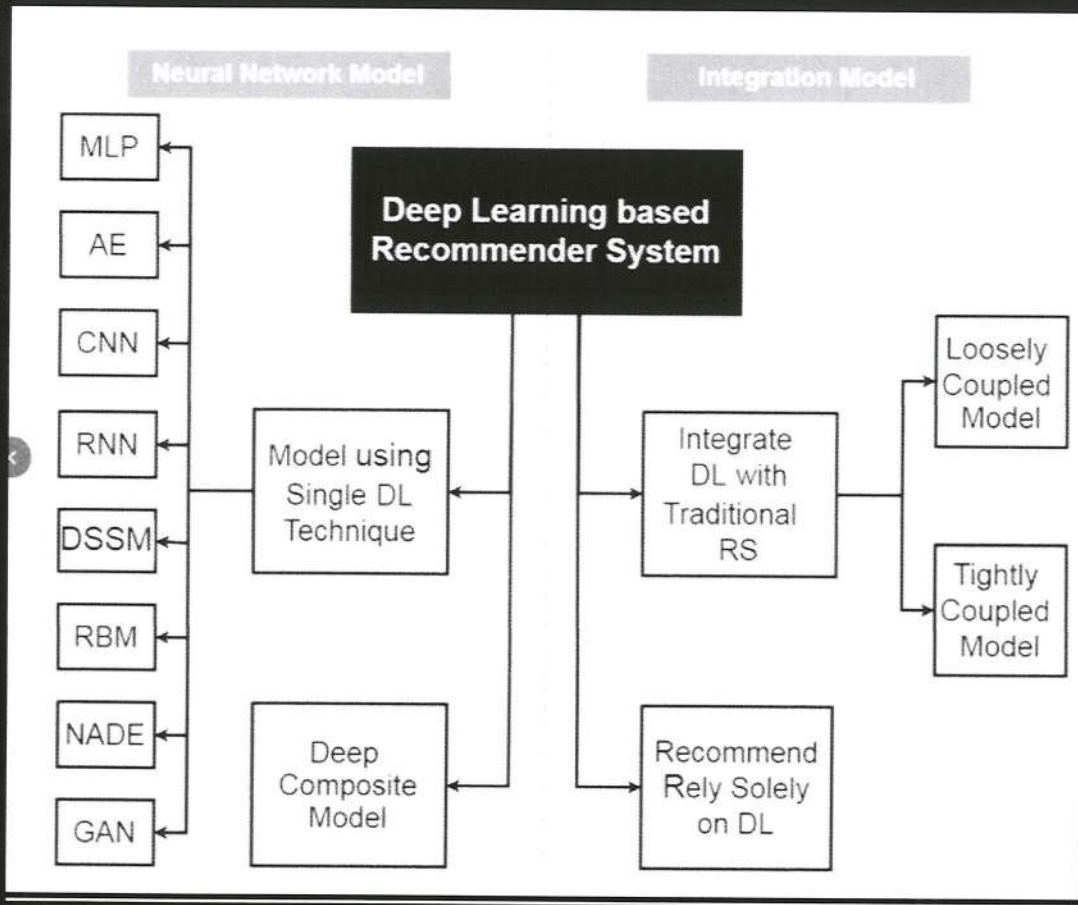 Neural Network Model
Integration Model
Deep Learning based
Recommender System
MLP
AE
CNN
RNN
DSSM
RBM
NADE
GAN
Model using
Single DL
Technique
Deep
Composite
Model
Integrate
DL with
Traditional
RS
Recommend
Rely Solely
on DL
Loosely
Coupled
Model
Tightly
Coupled
Model